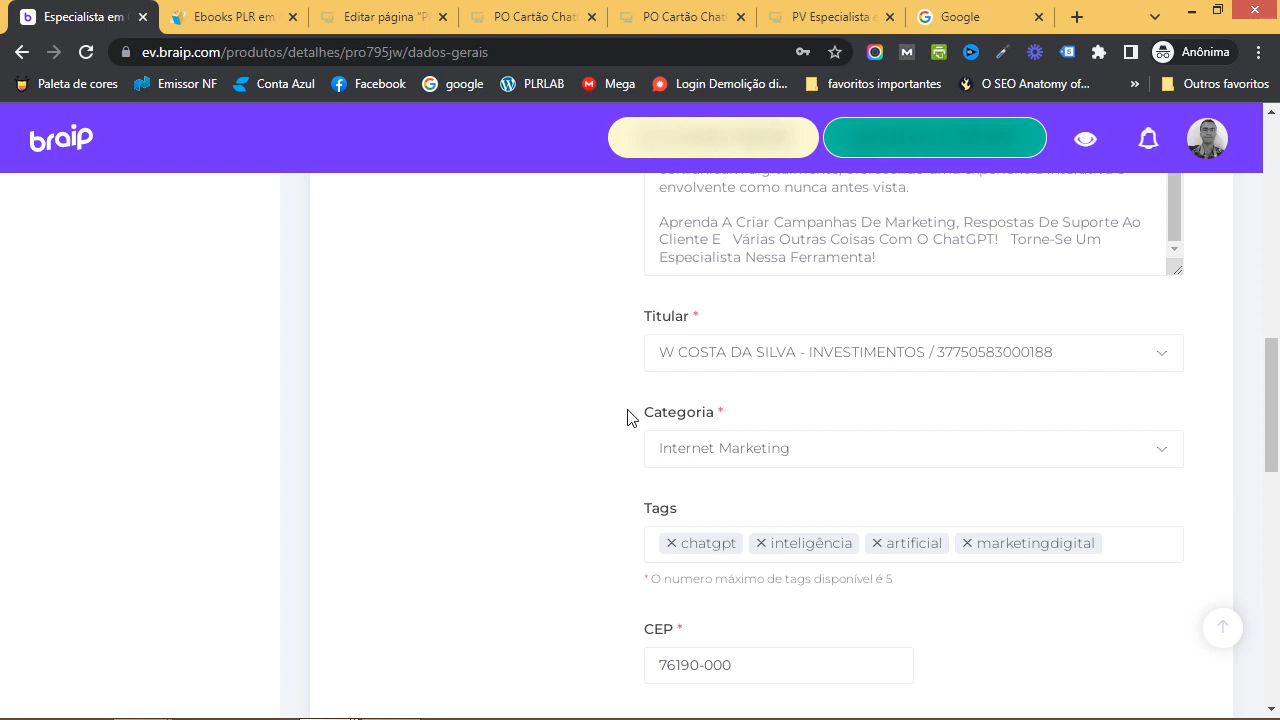 Especialista em
Ebooks PLR em
Editar página "P
PO Cartão Chat
PO Cartão Chat
PV Especialista e
Google
ev.braip.com/produtos/detalhes/pro795jw/dados-gerais
Anônima
Paleta de cores
Emissor NF
Conta Azul
Facebook
google
PLRLAB
Mega
Login Demolição di...
favoritos importantes
O SEO Anatomy of...
»
Outros favoritos
braip
envolvente como nunca antes vista.
Aprenda A Criar Campanhas De Marketing, Respostas De Suporte Ao
Cliente E Várias Outras Coisas Com O ChatGPT! Torne-Se Um
Especialista Nessa Ferramenta!
Titular *
W COSTA DA SILVA - INVESTIMENTOS / 37750583000188
Categoria *
Internet Marketing
Tags
× chatgpt × inteligência × artificial × marketingdigital
* O numero máximo de tags disponível é 5
CEP *
76190-000